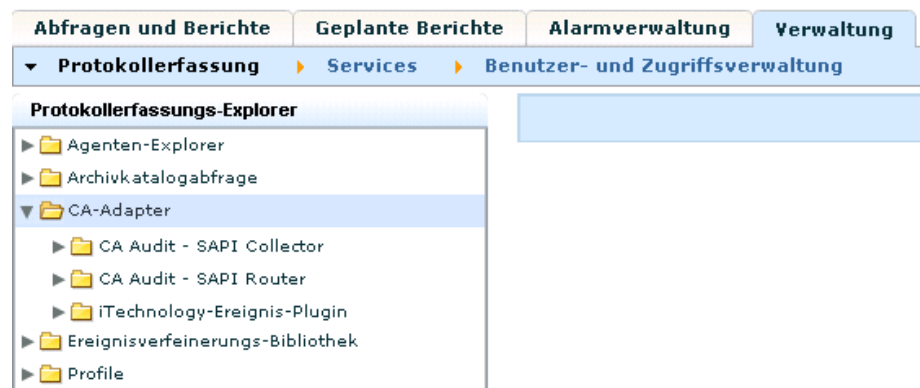 Abfragen und Berichte Geplante Berichte Alarmverwaltung Verwaltung
Protokollerfassung Services Benutzer- und Zugriffsverwaltung
Protokollerfassungs-Explorer
Agenten-Explorer
Archivkatalogabfrage
CA-Adapter
CA Audit - SAPI Collector
CA Audit - SAPI Router
iTechnology-Ereignis-Plugin
Ereignisverfeinerungs-Bibliothek
Profile